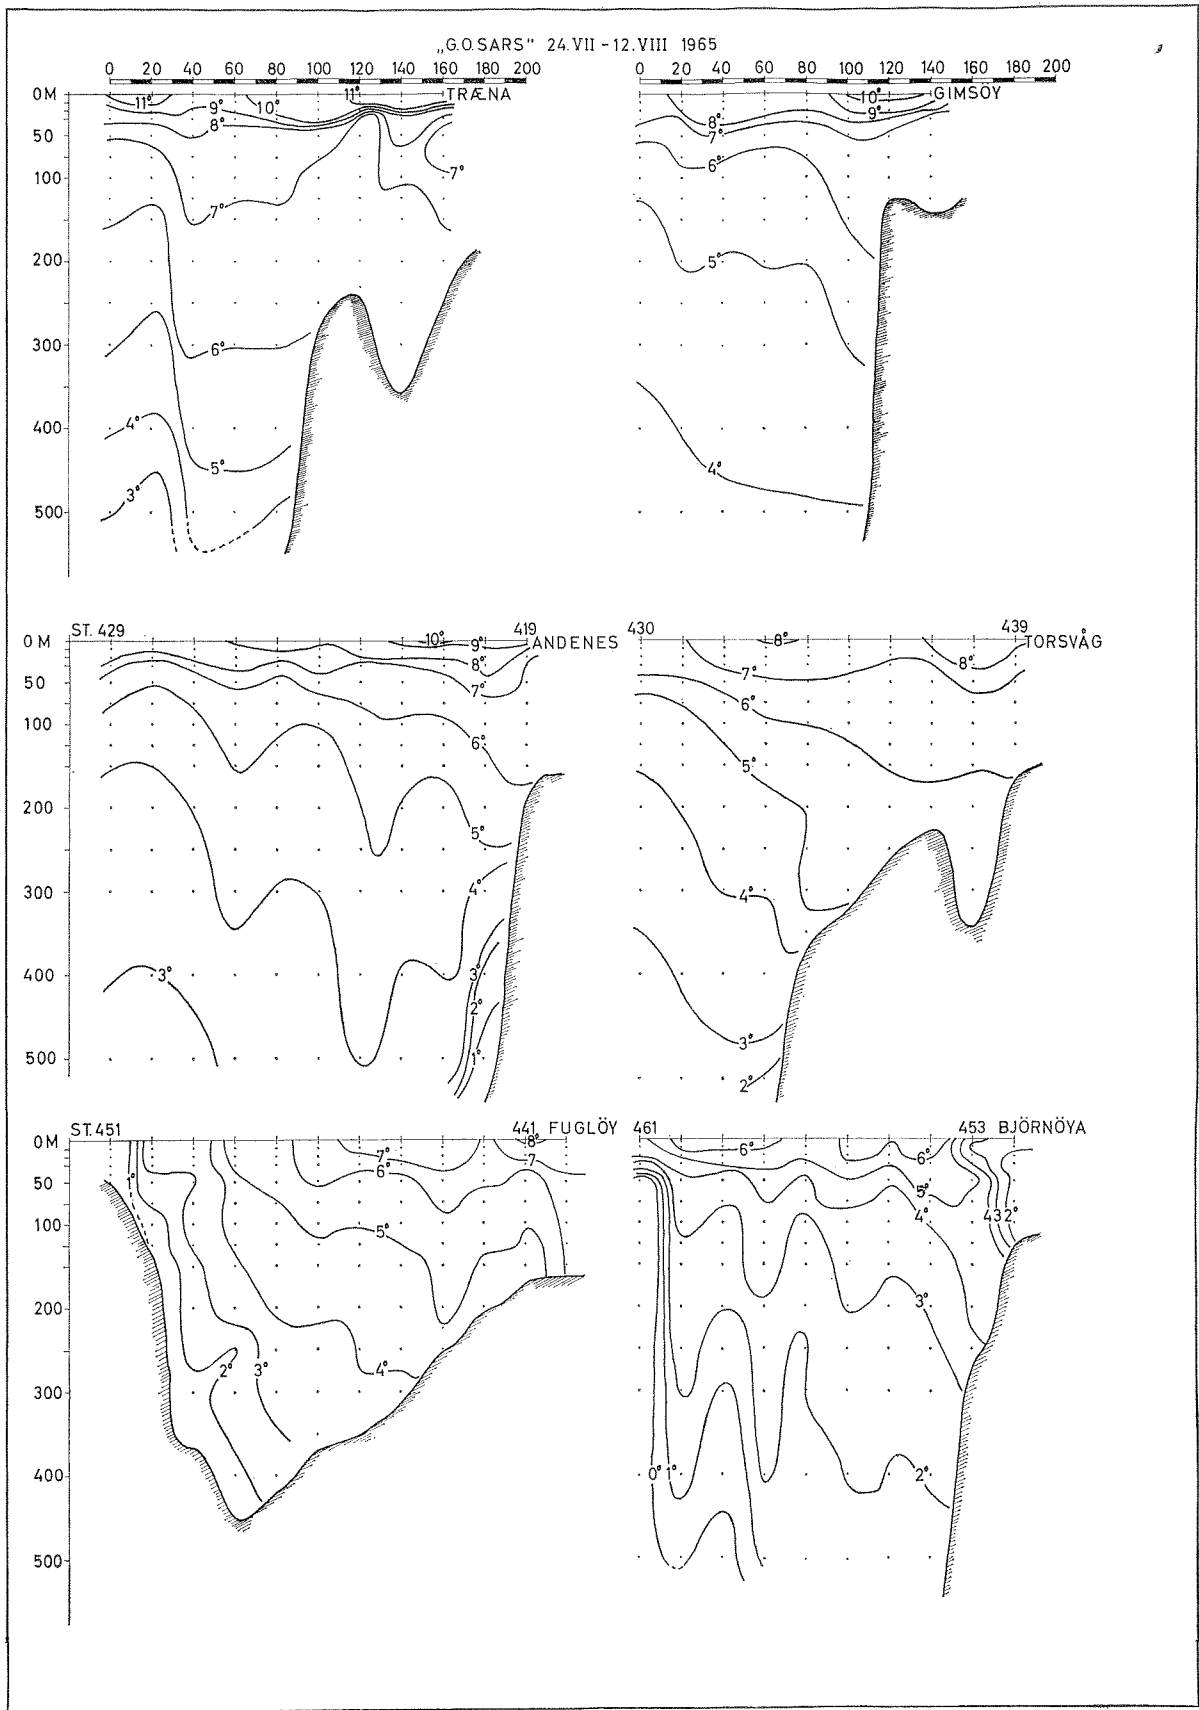 „G.O. SARS” 24.VII - 12.VIII 1965
0 20 40 60 80 100 120 140 160 180 200
0 20 40 60 80 100 120 140 160 180 200
0M 11° 9° 10° 11° TRÆNA
8°
50
100 7°
7°
200
300 6°
400 4°
5°
3°
500
10° GIMSÖY
9°
8°
7°
6°
5°
4°
ST. 429 419 ANDENES
0M 10° 9°
8°
50 7°
100
6°
200
5°
300 4°
400 3° 3°
2°
500 1°
430 439 TORSVÅG
8°
8°
7°
6°
5°
4°
3°
2°
ST.451 441 FUGLÖY
0M 8°
7° 7
6°
50
100 5°
200
2° 3° 4°
300
400
500
461 453 BJÖRNÖYA
6° 6°
5°
4° 4 3 2°
3°
0° 1° 2°